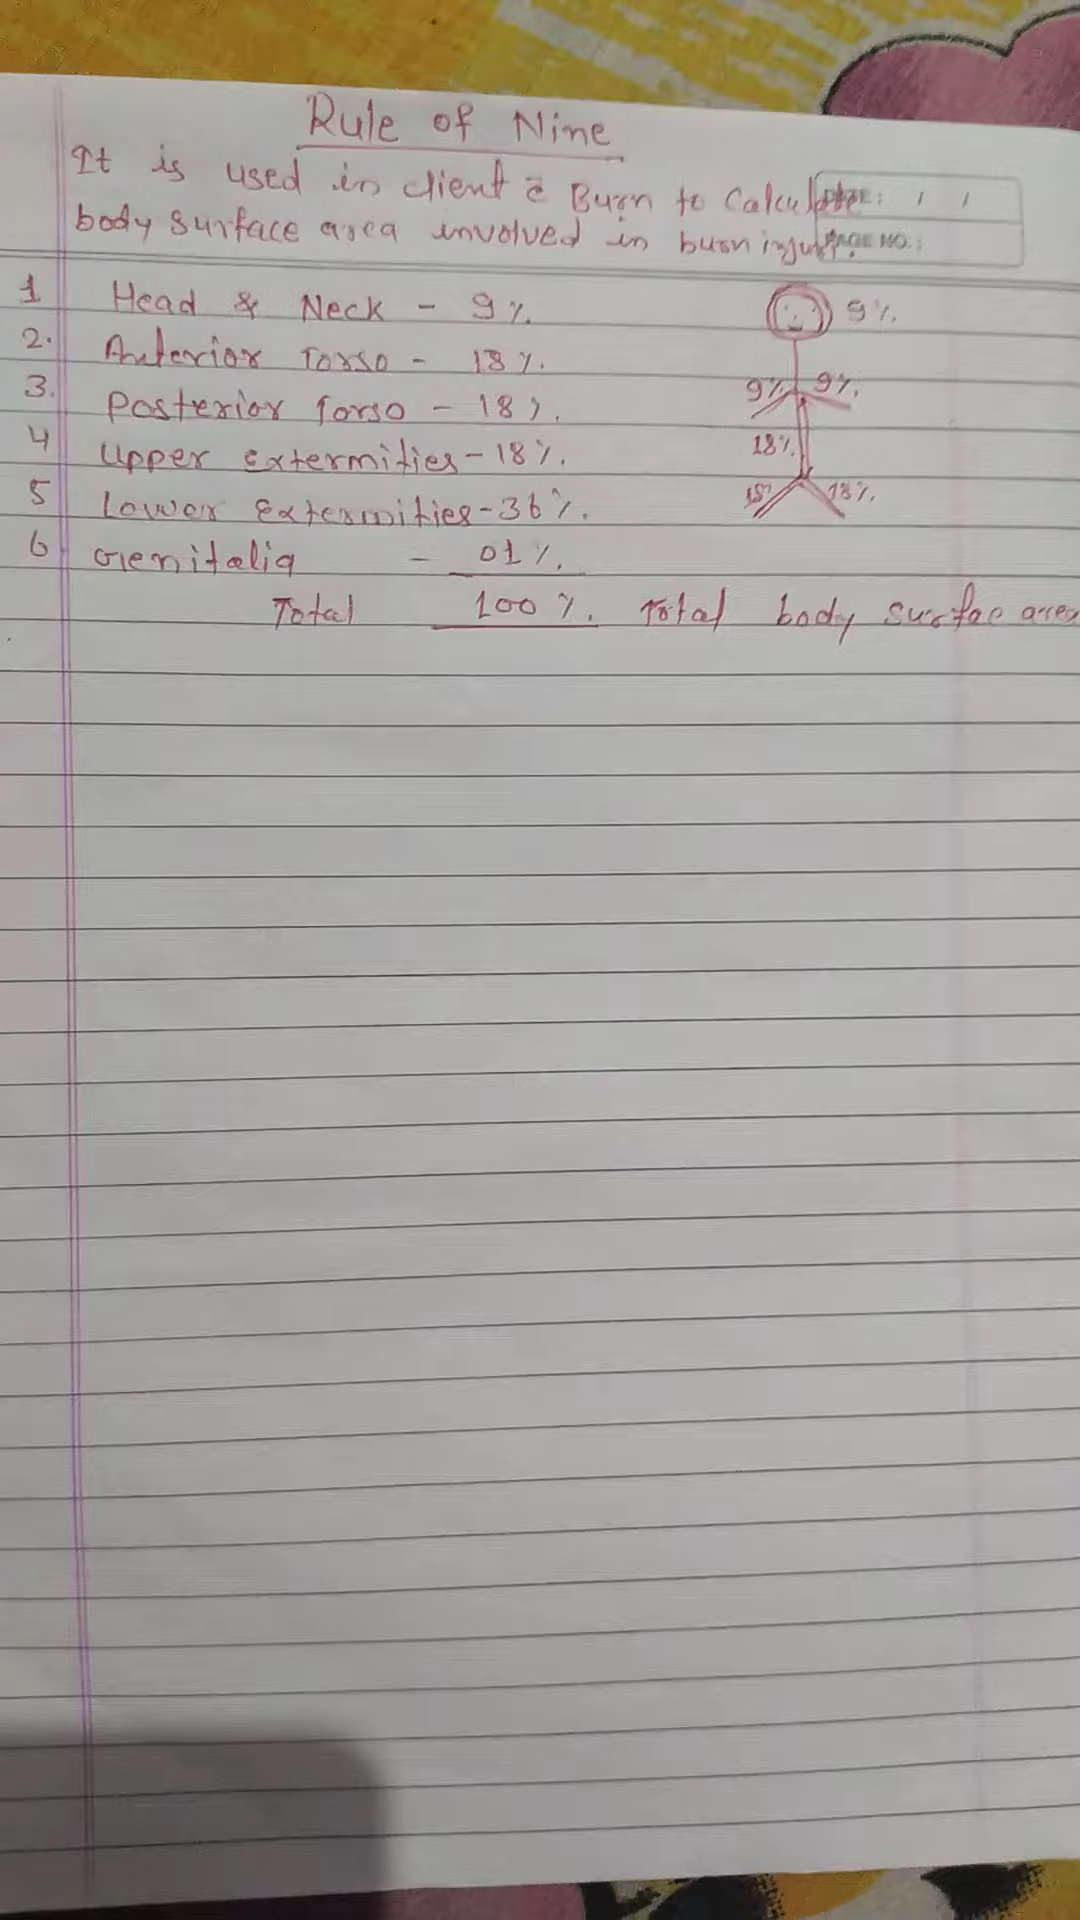 Rule of Nine
It is used in client c̄ Burn to Calculate
body surface area involved in burn injury.
DATE: / /
PAGE NO.:
1 Head & Neck - 9%.
2. Anterior Torso - 18%.
3. Posterior Torso - 18%.
4 Upper extermities - 18%.
5 Lower Extermities - 36%.
6 Genitalia - 01%.
Total 100%. Total body surfac area
9%.
9%. 9%.
18%.
18%.